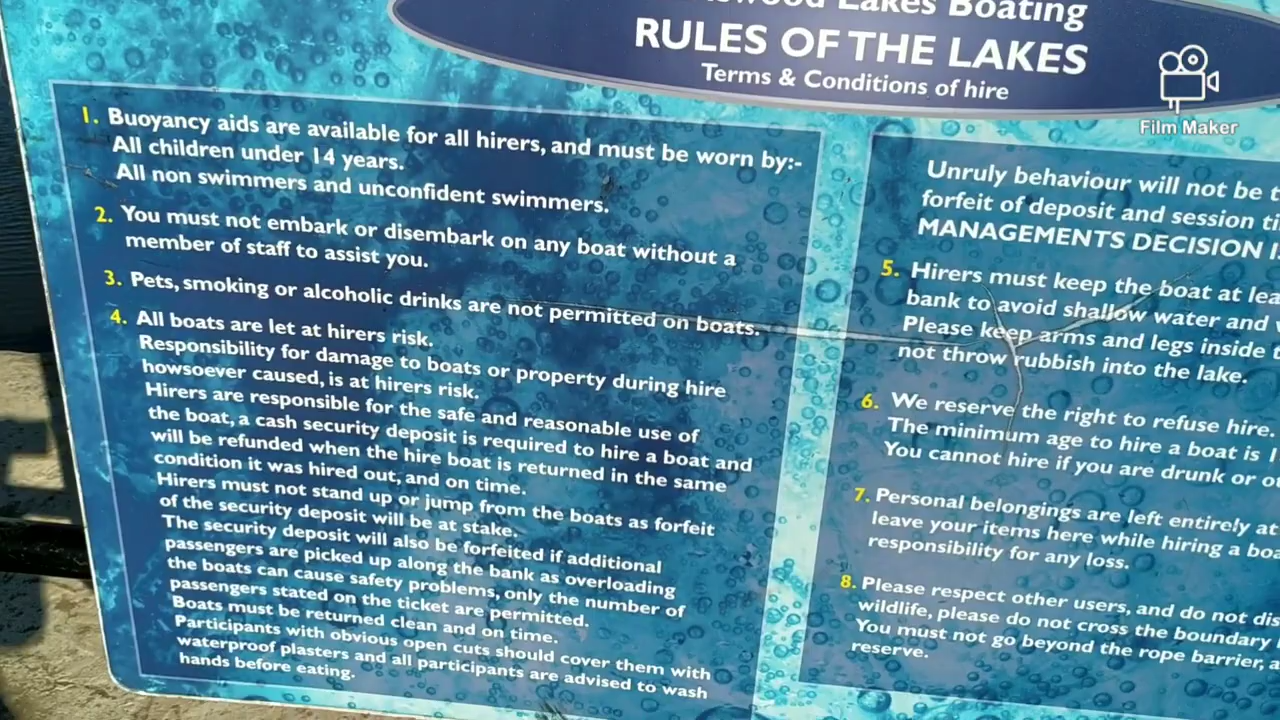 Lakes Boating
RULES OF THE LAKES
Terms & Conditions of hire
Film Maker
1. Buoyancy aids are available for all hirers, and must be worn by:-
All children under 14 years.
All non swimmers and unconfident swimmers.
2. You must not embark or disembark on any boat without a
member of staff to assist you.
3. Pets, smoking or alcoholic drinks are not permitted on boats.
4. All boats are let at hirers risk.
Responsibility for damage to boats or property during hire
howsoever caused, is at hirers risk.
Hirers are responsible for the safe and reasonable use of
the boat, a cash security deposit is required to hire a boat and
will be refunded when the hire boat is returned in the same
condition it was hired out, and on time.
Hirers must not stand up or jump from the boats as forfeit
of the security deposit will be at stake.
The security deposit will also be forfeited if additional
passengers are picked up along the bank as overloading
the boats can cause safety problems, only the number of
passengers stated on the ticket are permitted.
Boats must be returned clean and on time.
Participants with obvious open cuts should cover them with
waterproof plasters and all participants are advised to wash
hands before eating.
Unruly behaviour will not be
forfeit of deposit and session
MANAGEMENTS DECISION
5. Hirers must keep the boat at
bank to avoid shallow water and
Please keep arms and legs inside
not throw rubbish into the lake.
6. We reserve the right to refuse hire.
The minimum age to hire a boat is
You cannot hire if you are drunk or
7. Personal belongings are left entirely at
leave your items here while hiring a
responsibility for any loss.
8. Please respect other users, and do not
wildlife, please do not cross the boundary
You must not go beyond the rope barrier,
reserve.